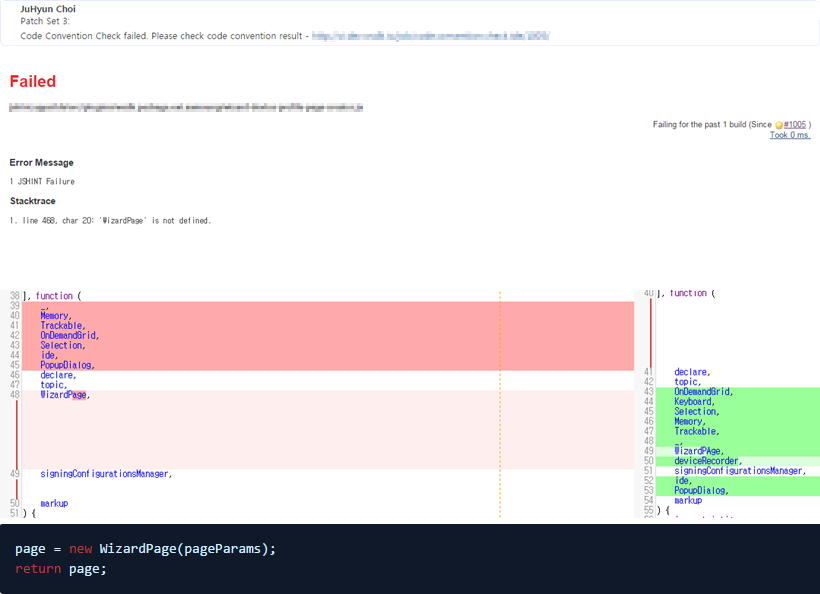 JuHyun Choi
Patch Set 3:
Code Convention Check failed. Please check code convention result -
Failed
Failing for the past 1 build (Since #1005 )
Took 0 ms.
Error Message
1 JSHINT Failure
Stacktrace
1. line 468, char 20: 'WizardPage' is not defined.
38 ], function (
39 _,
40 Memory,
41 Trackable,
42 OnDemandGrid,
43 Selection,
44 ide,
45 PopupDialog,
46 declare,
47 topic,
48 WizardPage,
49 signingConfigurationsManager,
50 markup
51 ) {
40 ], function (
41 declare,
42 topic,
43 OnDemandGrid,
44 Keyboard,
45 Selection,
46 Memory,
47 Trackable,
48 _,
49 WizardPAge,
50 deviceRecorder,
51 signingConfigurationsManager,
52 ide,
53 PopupDialog,
54 markup
55 ) {
page = new WizardPage(pageParams);
return page;